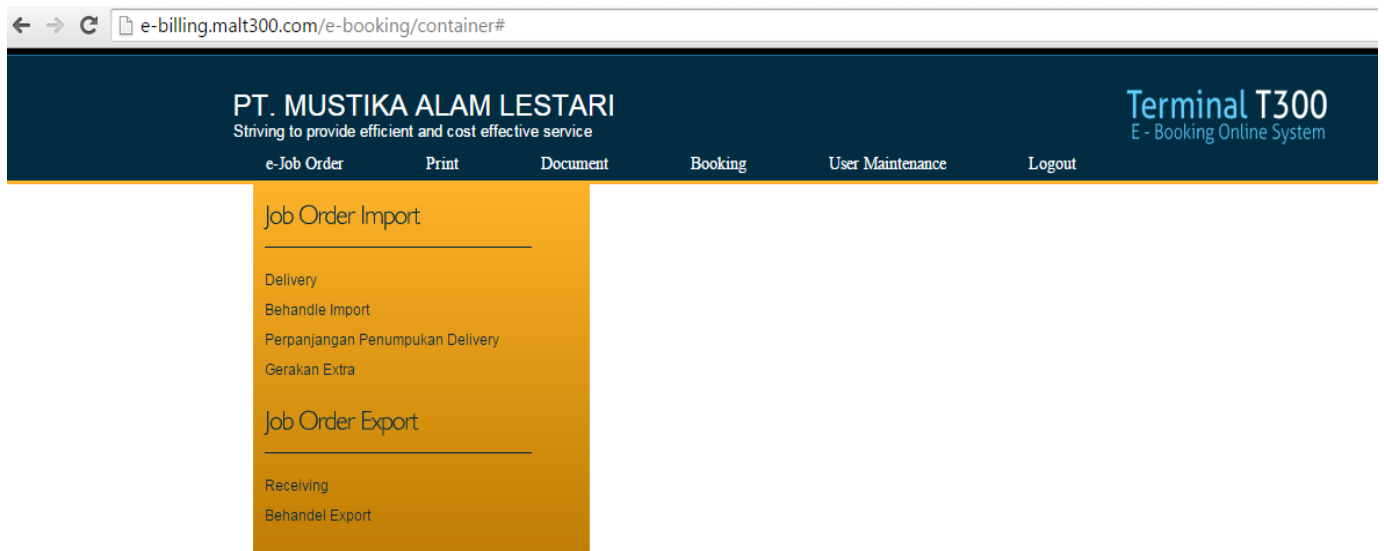 e-billing.malt300.com/e-booking/container#
PT. MUSTIKA ALAM LESTARI
Striving to provide efficient and cost effective service
Terminal T300
E - Booking Online System
e-Job Order Print Document Booking User Maintenance Logout
Job Order Import
Delivery
Behandle Import
Perpanjangan Penumpukan Delivery
Gerakan Extra
Job Order Export
Receiving
Behandel Export